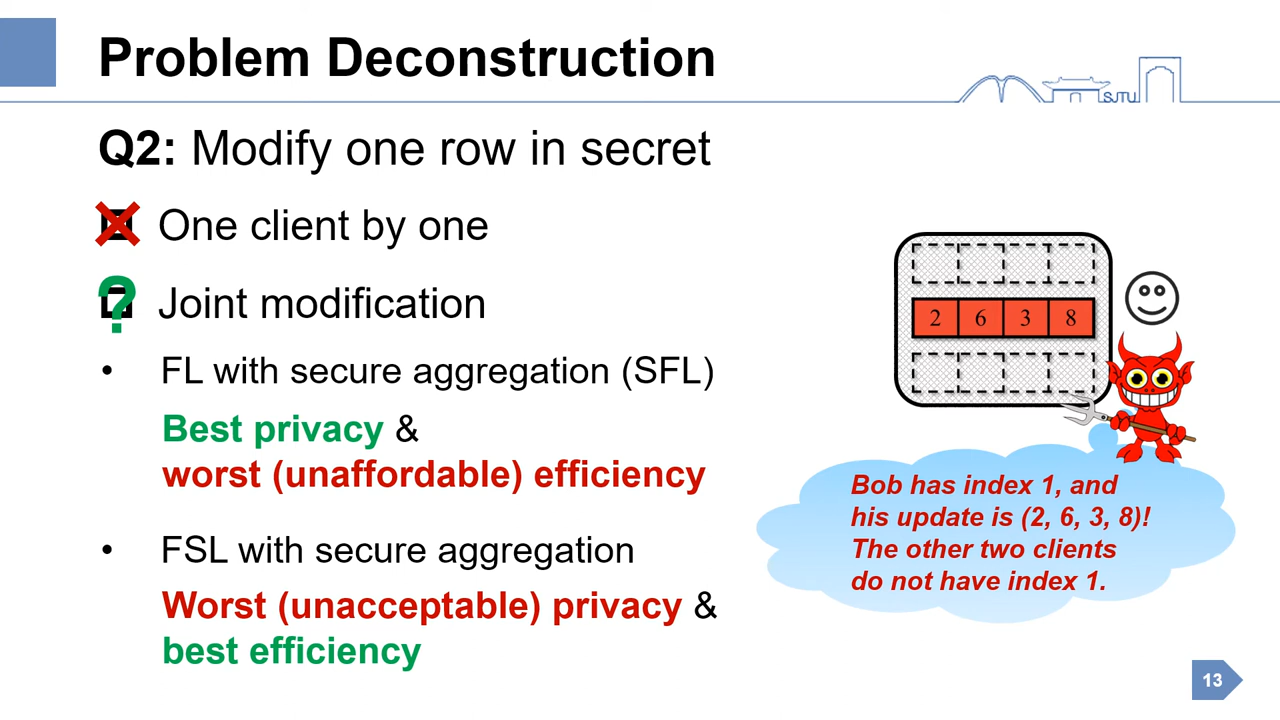 Problem Deconstruction
SJTU
Q2: Modify one row in secret
One client by one
? Joint modification
• FL with secure aggregation (SFL)
Best privacy &
worst (unaffordable) efficiency
• FSL with secure aggregation
Worst (unacceptable) privacy &
best efficiency
2 6 3 8
Bob has index 1, and
his update is (2, 6, 3, 8)!
The other two clients
do not have index 1.
13